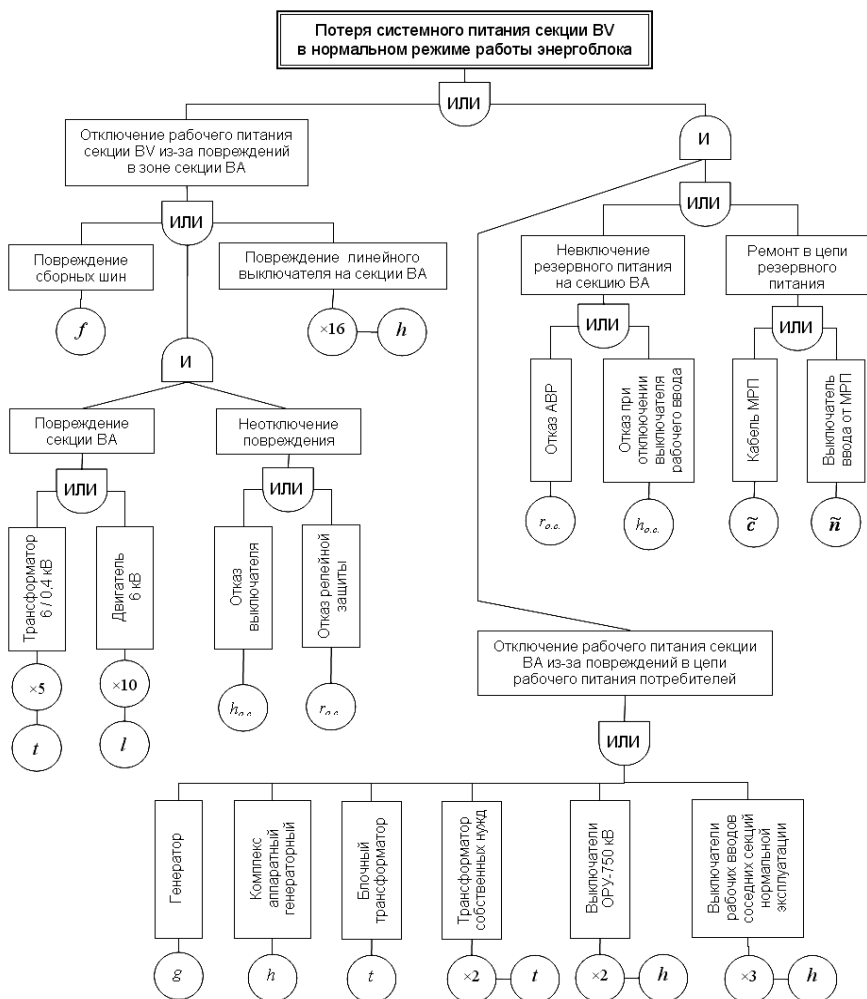 Потеря системного питания секции BV
в нормальном режиме работы энергоблока
ИЛИ
Отключение рабочего питания
секции BV из-за повреждений
в зоне секции ВА
И
ИЛИ
ИЛИ
Повреждение
сборных шин
Повреждение линейного
выключателя на секции ВА
Невключение
резервного питания
на секцию ВА
Ремонт в цепи
резервного
питания
f
×16
h
ИЛИ
ИЛИ
И
Отказ АВР
Отказ при
отклюючении
выключателя
рабочего ввода
Кабель МРП
Выключатель
ввода от МРП
Повреждение
секции ВА
Неотключение
повреждения
ИЛИ
ИЛИ
r о.с.
h о.с.
c̃
ñ
Трансформатор
6 / 0,4 кВ
Двигатель
6 кВ
Отказ
выключателя
Отказ релейной
защиты
Отключение рабочего питания секции
ВА из-за повреждений в цепи
рабочего питания потребителей
×5
×10
h о.с.
r о.с.
t
l
ИЛИ
Генератор
Комплекс
аппаратный
генераторный
Блочный
трансформатор
Трансформатор
собственных нужд
Выключатели
ОРУ-750 кВ
Выключатели
рабочих вводов
соседних секций
нормальной
эксплуатации
g
h
t
×2
t
×2
h
×3
h